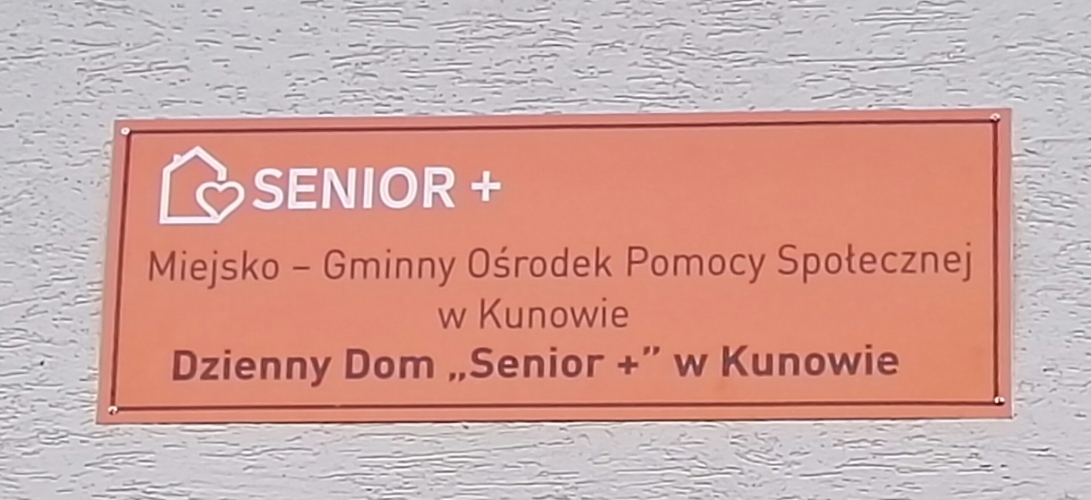 SENIOR +
Miejsko – Gminny Ośrodek Pomocy Społecznej
w Kunowie
Dzienny Dom „Senior +” w Kunowie